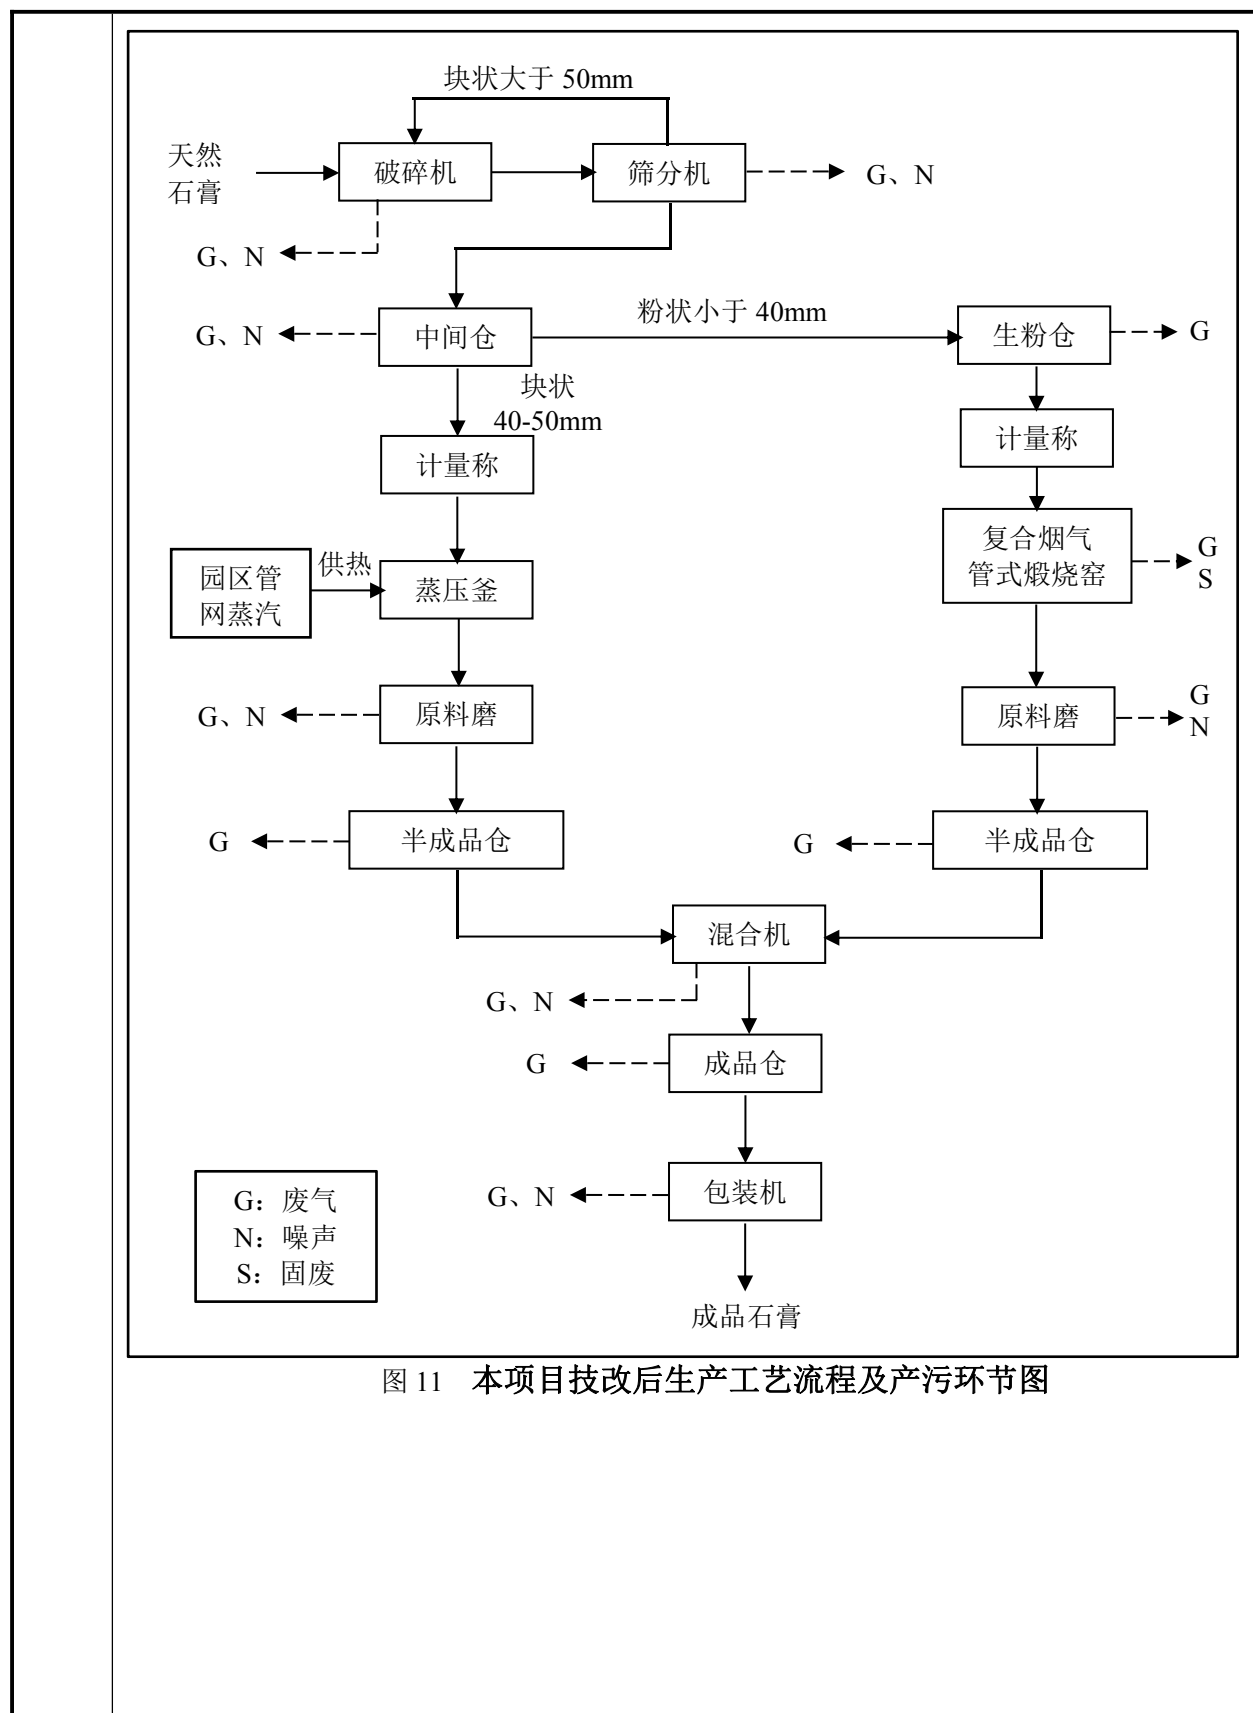 块状大于 50mm
天然
石膏
破碎机
筛分机
G、N
G、N
粉状小于 40mm
G、N
中间仓
生粉仓
G
块状
40-50mm
计量称
计量称
园区管
网蒸汽
供热
蒸压釜
复合烟气
管式煅烧窑
G
S
G、N
原料磨
原料磨
G
N
G
半成品仓
G
半成品仓
混合机
G、N
G
成品仓
G、N
包装机
G：废气
N：噪声
S：固废
成品石膏
图 11 本项目技改后生产工艺流程及产污环节图